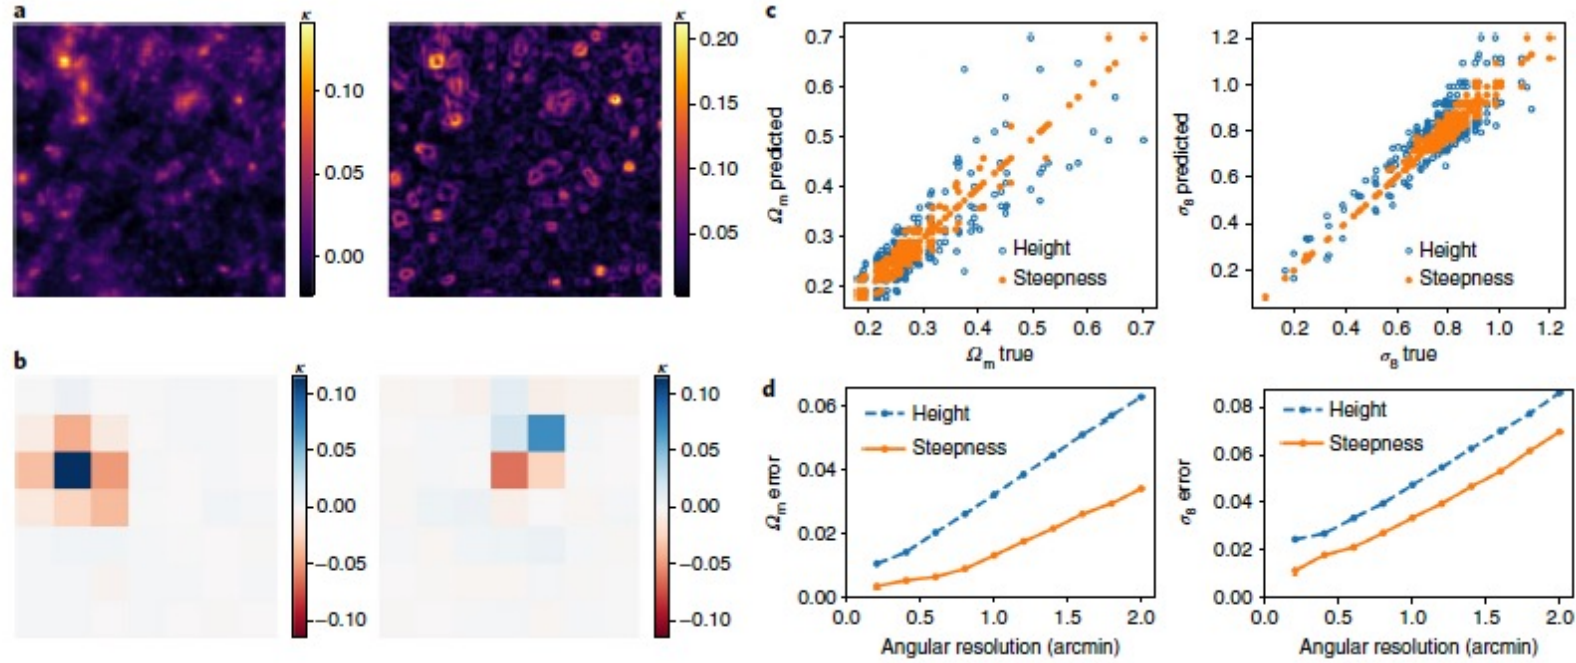 a
κ
0.10
0.05
0.00
κ
0.20
0.15
0.10
0.05
b
κ
0.10
0.05
0.00
−0.05
−0.10
κ
0.10
0.05
0.00
−0.05
−0.10
c
Ωm predicted
0.7
0.6
0.5
0.4
0.3
0.2
Height
Steepness
0.2 0.3 0.4 0.5 0.6 0.7
Ωm true
σ8 predicted
1.2
1.0
0.8
0.6
0.4
0.2
Height
Steepness
0.2 0.4 0.6 0.8 1.0 1.2
σ8 true
d
Ωm error
0.06
0.04
0.02
0.00
Height
Steepness
0.0 0.5 1.0 1.5 2.0
Angular resolution (arcmin)
σ8 error
0.08
0.06
0.04
0.02
0.00
Height
Steepness
0.0 0.5 1.0 1.5 2.0
Angular resolution (arcmin)